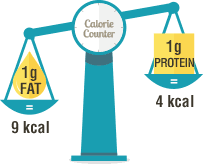 Calorie
Counter
1g
FAT
=
9 kcal
1g
PROTEIN
=
4 kcal